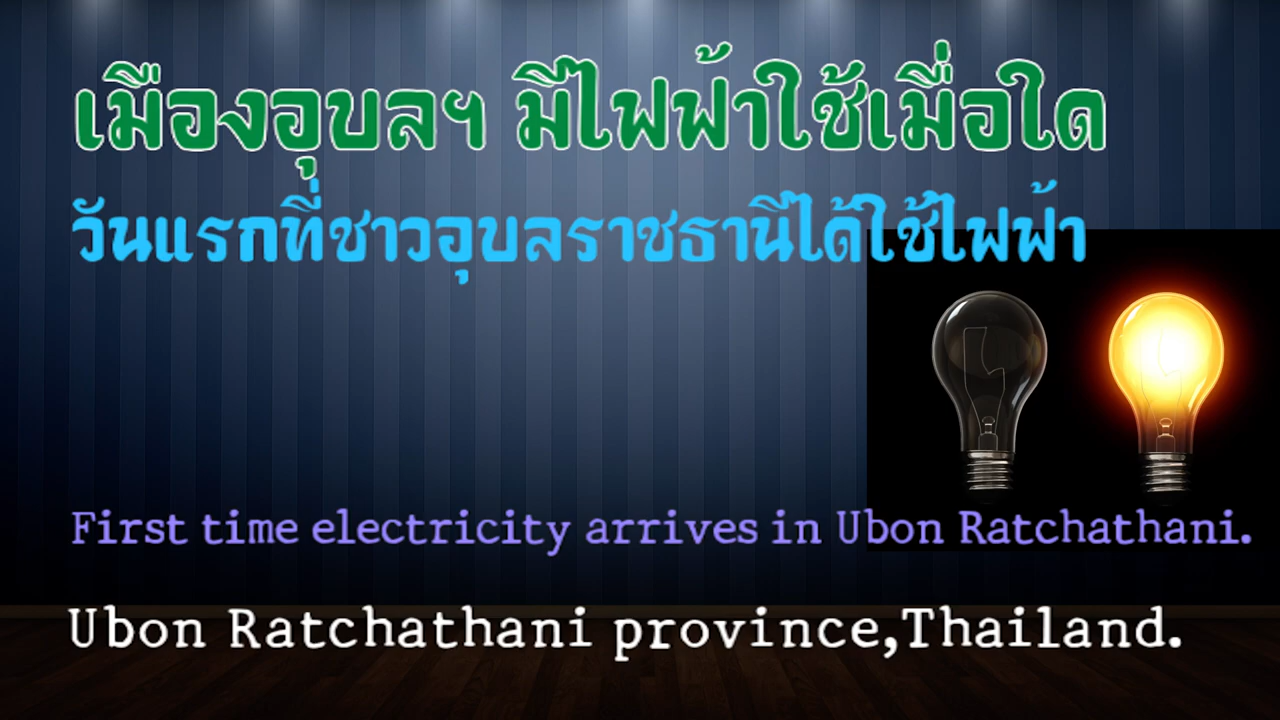 เมืองอุบลฯ มีไฟฟ้าใช้เมื่อใด
วันแรกที่ชาวอุบลราชธานีได้ใช้ไฟฟ้า
First time electricity arrives in Ubon Ratchathani.
Ubon Ratchathani province,Thailand.